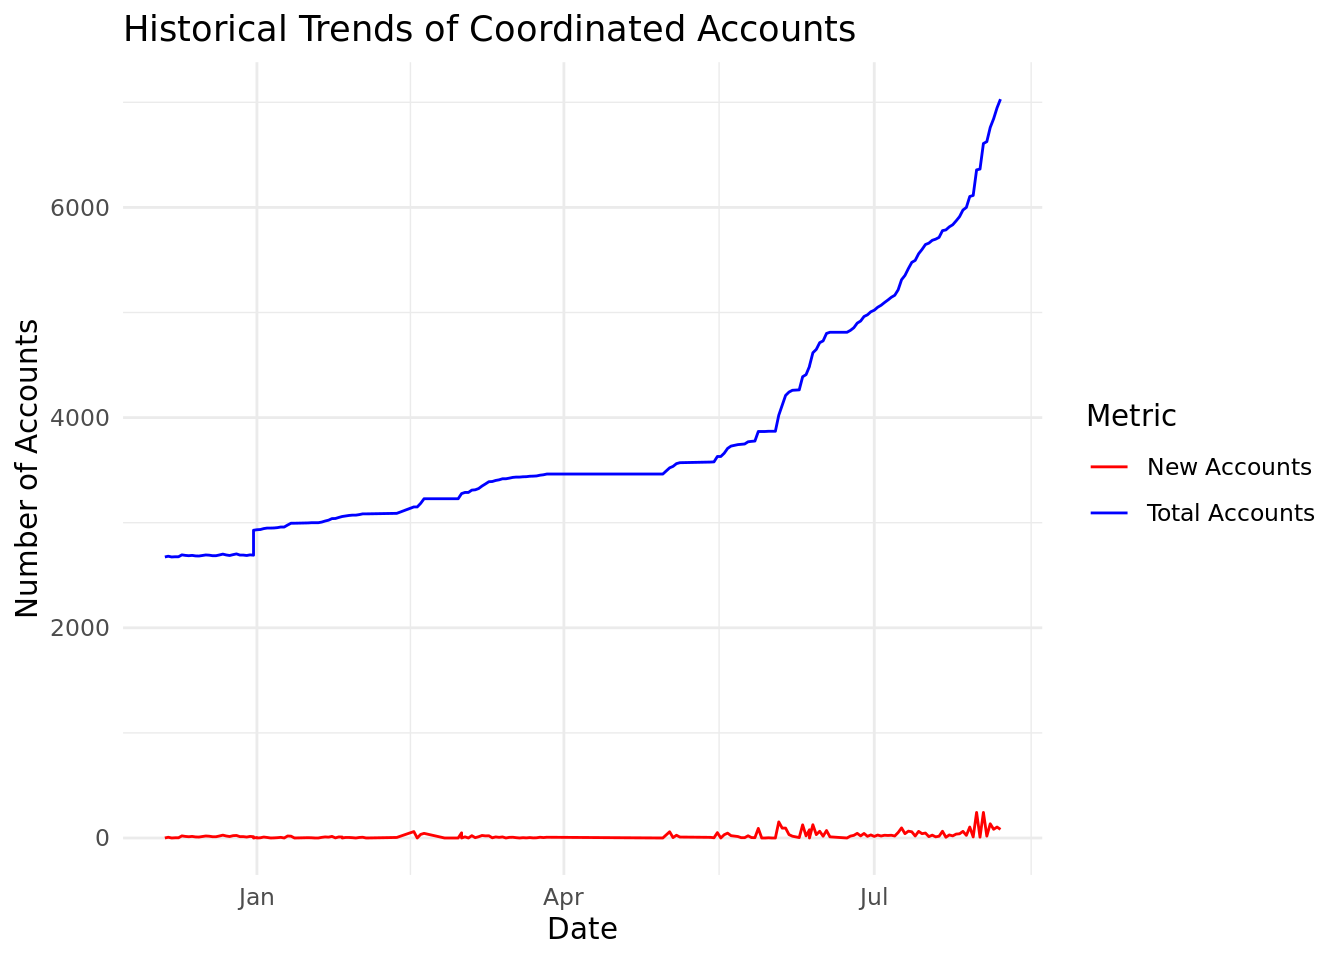 Historical Trends of Coordinated Accounts
Number of Accounts
6000
4000
2000
0
Jan
Apr
Jul
Date
Metric
New Accounts
Total Accounts